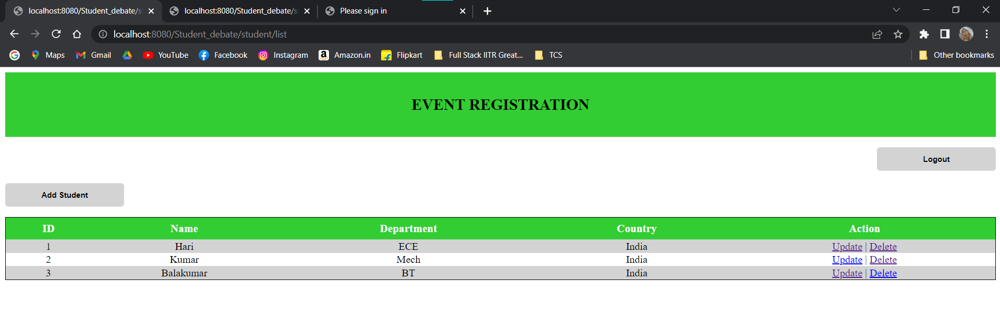 localhost:8080/Student_debate/s localhost:8080/Student_debate/s Please sign in
localhost:8080/Student_debate/student/list
Maps Gmail YouTube Facebook Instagram Amazon.in Flipkart Full Stack IITR Great... TCS Other bookmarks
EVENT REGISTRATION
Logout
Add Student
ID Name Department Country Action
1 Hari ECE India Update | Delete
2 Kumar Mech India Update | Delete
3 Balakumar BT India Update | Delete